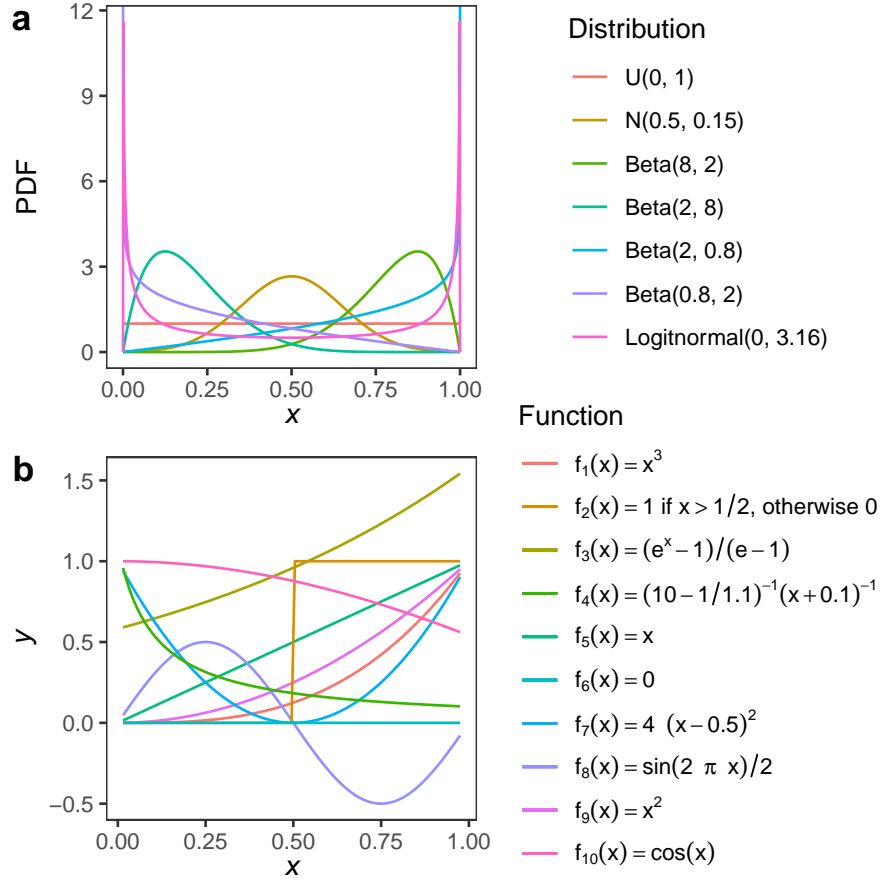 a
PDF
12
9
6
3
0
0.00 0.25 0.50 0.75 1.00
x
Distribution
U(0, 1)
N(0.5, 0.15)
Beta(8, 2)
Beta(2, 8)
Beta(2, 0.8)
Beta(0.8, 2)
Logitnormal(0, 3.16)
b
y
1.5
1.0
0.5
0.0
−0.5
0.00 0.25 0.50 0.75 1.00
x
Function
f₁(x) = x³
f₂(x) = 1 if x > 1/2, otherwise 0
f₃(x) = (eˣ − 1)/(e − 1)
f₄(x) = (10 − 1/1.1)⁻¹(x + 0.1)⁻¹
f₅(x) = x
f₆(x) = 0
f₇(x) = 4 (x − 0.5)²
f₈(x) = sin(2 π x)/2
f₉(x) = x²
f₁₀(x) = cos(x)